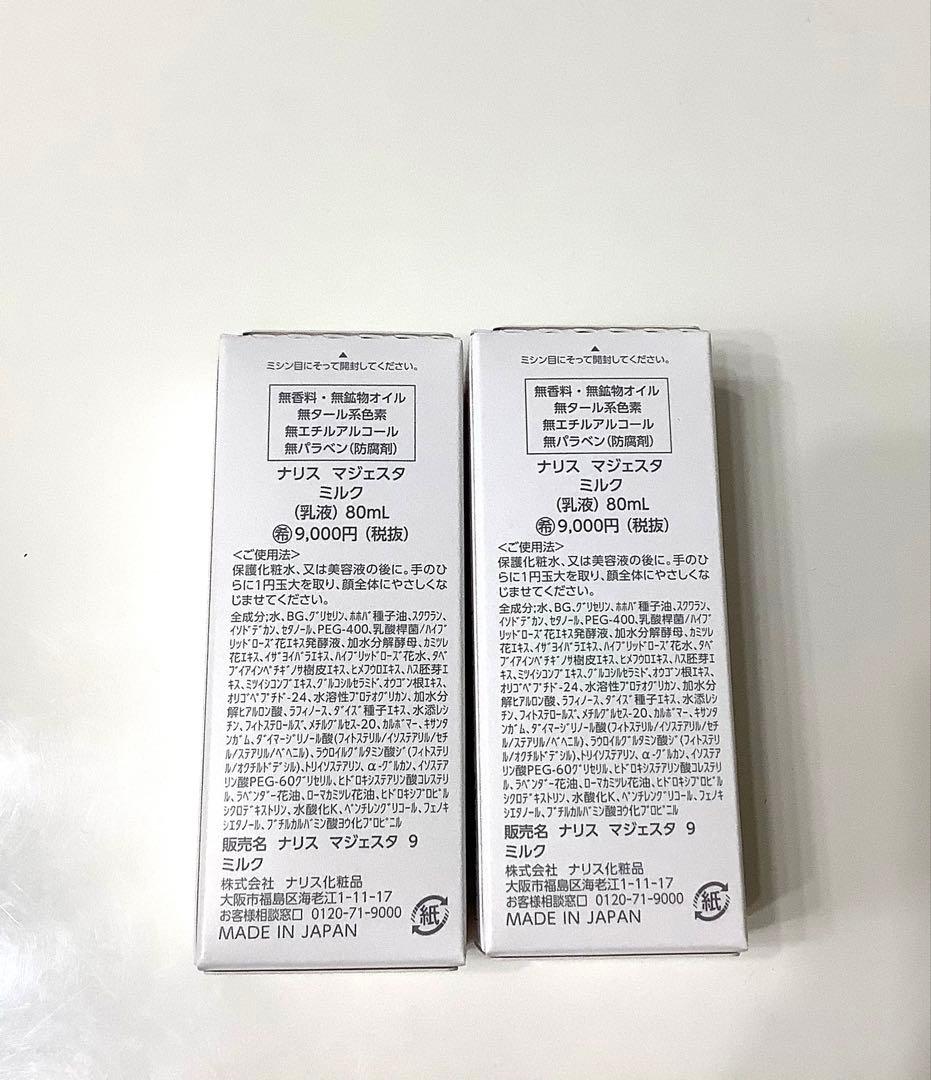 ▲
ミシン目にそって開封してください。
無香料・無鉱物オイル
無タール系色素
無エチルアルコール
無パラベン(防腐剤)
ナリス マジェスタ
ミルク
(乳液) 80mL
㊒9,000円 (税抜)
<ご使用法>
保護化粧水、又は美容液の後に。手のひ
らに1円玉大を取り、顔全体にやさしくな
じませてください。
全成分;水、BG、グリセリン、ホホバ種子油、スクワラン、
イソドデカン、セタノール、PEG-400、乳酸桿菌/ハイブ
リッドローズ花エキス発酵液、加水分解酵母、カミツレ
花エキス、イザヨイバラエキス、ハイブリッドローズ花水、タベ
ブイアインペチギノサ樹皮エキス、ヒメフウロエキス、ハス胚芽エ
キス、ミツイシコンブエキス、グルコシルセラミド、オウゴン根エキス、
オリゴペプチド-24、水溶性プロテオグリカン、加水分
解ヒアルロン酸、ラフィノース、ダイズ種子エキス、水添レシ
チン、フィトステロールズ、メチルグルセス-20、カルボマー、キサン
タンガム、ダイマージリノール酸(フィトステリル/イソステアリル/セチ
ル/ステアリル/ベヘニル)、ラウロイルグルタミン酸ジ(フィトステリ
ル/オクチルドデシル)、トリイソステアリン、α-グルカン、イソステア
リン酸PEG-60グリセリル、ヒドロキシステアリン酸コレステリ
ル、ラベンダー花油、ローマカミツレ花油、ヒドロキシプロピル
シクロデキストリン、水酸化K、ペンチレングリコール、フェノキ
シエタノール、ブチルカルバミン酸ヨウ化プロピニル
販売名 ナリス マジェスタ 9
ミルク
株式会社 ナリス化粧品
大阪市福島区海老江1-11-17
お客様相談窓口 0120-71-9000
MADE IN JAPAN
紙
▲
ミシン目にそって開封してください。
無香料・無鉱物オイル
無タール系色素
無エチルアルコール
無パラベン(防腐剤)
ナリス マジェスタ
ミルク
(乳液) 80mL
希9,000円 (税抜)
<ご使用法>
保護化粧水、又は美容液の後に。手のひ
らに1円玉大を取り、顔全体にやさしくな
じませてください。
全成分;水、BG、グリセリン、ホホバ種子油、スクワラン、
イソドデカン、セタノール、PEG-400、乳酸桿菌/ハイブ
リッドローズ花エキス発酵液、加水分解酵母、カミツレ
花エキス、イザヨイバラエキス、ハイブリッドローズ花水、タベ
ブイアインペチギノサ樹皮エキス、ヒメフウロエキス、ハス胚芽エ
キス、ミツイシコンブエキス、グルコシルセラミド、オウゴン根エキス、
オリゴペプチド-24、水溶性プロテオグリカン、加水分
解ヒアルロン酸、ラフィノース、ダイズ種子エキス、水添レシ
チン、フィトステロールズ、メチルグルセス-20、カルボマー、キサンタ
ンガム、ダイマージリノール酸(フィトステリル/イソステアリル/セチ
ル/ステアリル/ベヘニル)、ラウロイルグルタミン酸ジ(フィトステリ
ル/オクチルドデシル)、トリイソステアリン、α-グルカン、イソステア
リン酸PEG-60グリセリル、ヒドロキシステアリン酸コレステリ
ル、ラベンダー花油、ローマカミツレ花油、ヒドロキシプロピル
シクロデキストリン、水酸化K、ペンチレングリコール、フェノキ
シエタノール、ブチルカルバミン酸ヨウ化プロピニル
販売名 ナリス マジェスタ 9
ミルク
株式会社 ナリス化粧品
大阪市福島区海老江1-11-17
お客様相談窓口 0120-71-9000
MADE IN JAPAN
紙